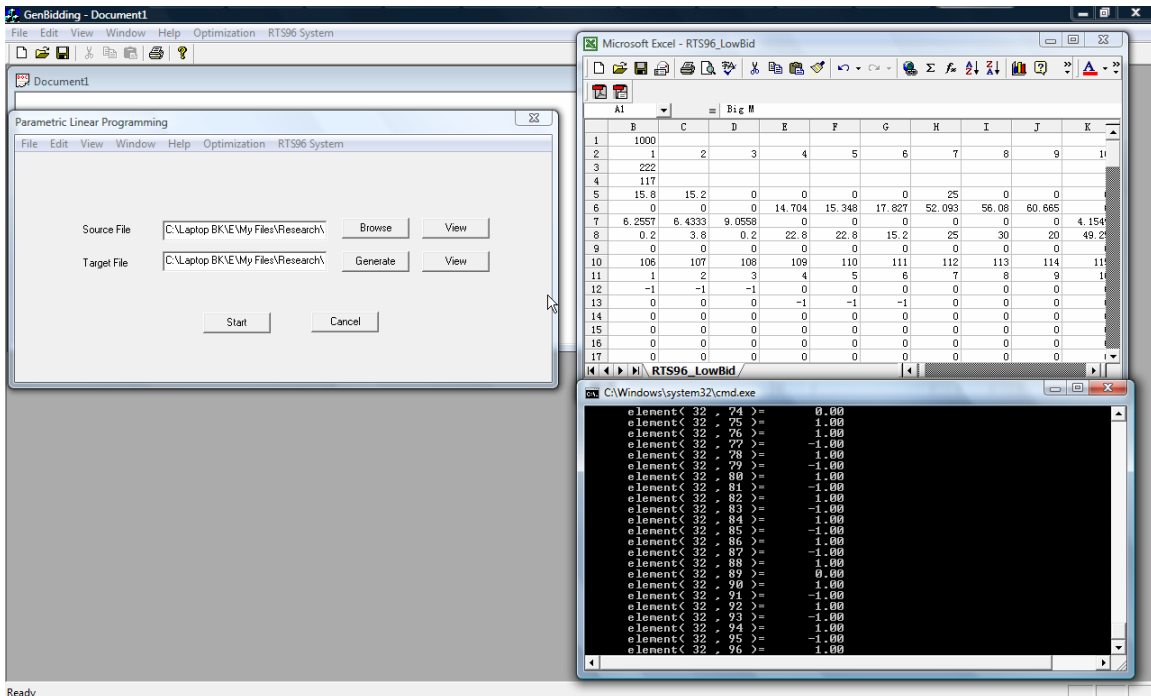 GenBidding - Document1
File Edit View Window Help Optimization RTS96 System
Document1
Parametric Linear Programming
File Edit View Window Help Optimization RTS96 System
Source File C:\Laptop BK\E\My Files\Research\ Browse View
Target File C:\Laptop BK\E\My Files\Research\ Generate View
Start Cancel
Microsoft Excel - RTS96_LowBid
A1 = Big M
B C D E F G H I J K
1 1000
2 1 2 3 4 5 6 7 8 9
3 222
4 117
5 15.8 15.2 0 0 0 0 25 0 0
6 0 0 0 14.704 15.348 17.827 52.093 56.08 60.665
7 6.2557 6.4333 9.0558 0 0 0 0 0 0 4.154
8 0.2 3.8 0.2 22.8 22.8 15.2 25 30 20 49.2
9 0 0 0 0 0 0 0 0 0
10 106 107 108 109 110 111 112 113 114 11
11 1 2 3 4 5 6 7 8 9
12 -1 -1 -1 0 0 0 0 0 0
13 0 0 0 -1 -1 -1 0 0 0
14 0 0 0 0 0 0 0 0 0
15 0 0 0 0 0 0 0 0 0
16 0 0 0 0 0 0 0 0 0
17 0 0 0 0 0 0 0 0 0
RTS96_LowBid
C:\Windows\system32\cmd.exe
element( 32 , 74 )= 0.00
element( 32 , 75 )= 1.00
element( 32 , 76 )= 1.00
element( 32 , 77 )= -1.00
element( 32 , 78 )= 1.00
element( 32 , 79 )= -1.00
element( 32 , 80 )= 1.00
element( 32 , 81 )= -1.00
element( 32 , 82 )= 1.00
element( 32 , 83 )= -1.00
element( 32 , 84 )= 1.00
element( 32 , 85 )= -1.00
element( 32 , 86 )= 1.00
element( 32 , 87 )= -1.00
element( 32 , 88 )= 1.00
element( 32 , 89 )= 0.00
element( 32 , 90 )= 1.00
element( 32 , 91 )= -1.00
element( 32 , 92 )= 1.00
element( 32 , 93 )= -1.00
element( 32 , 94 )= 1.00
element( 32 , 95 )= -1.00
element( 32 , 96 )= 1.00
Ready